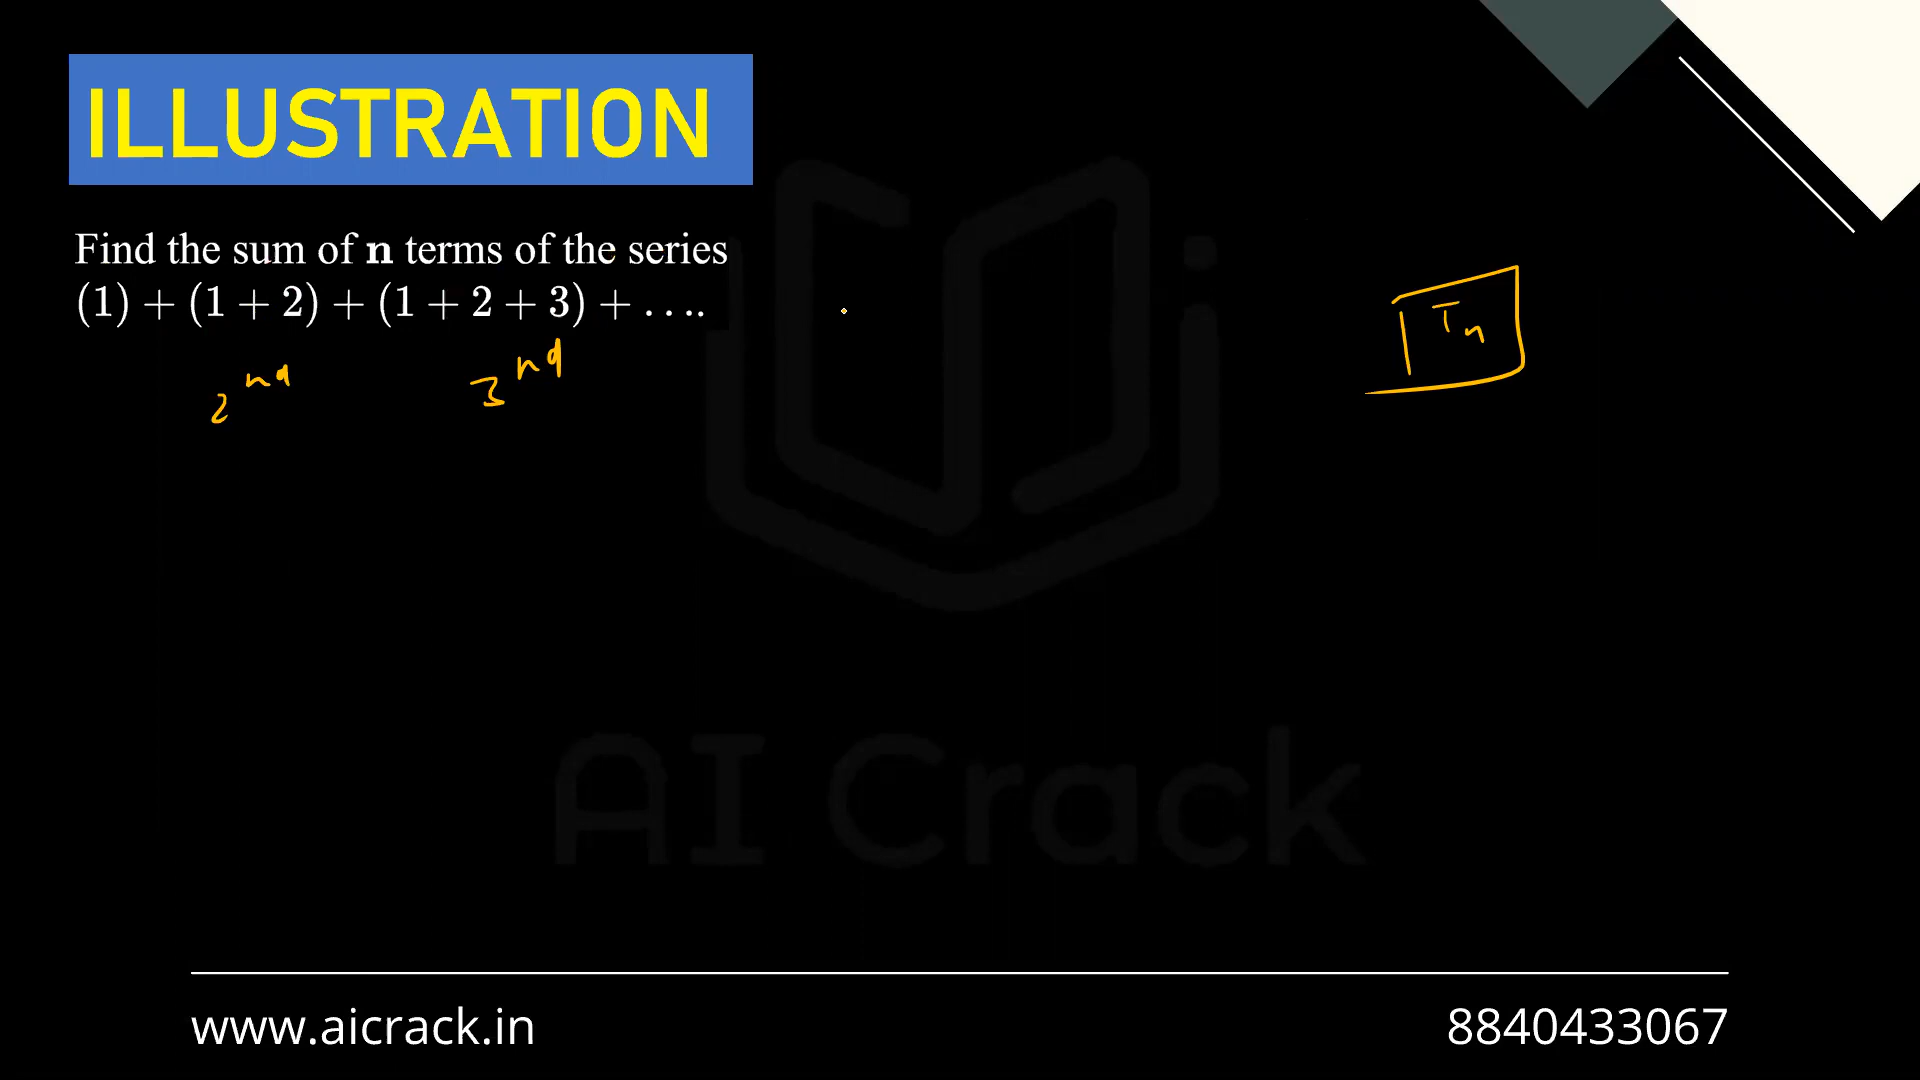 ILLUSTRATION
Find the sum of n terms of the series
(1) + (1 + 2) + (1 + 2 + 3) + ....
2nd 3nd
Tn
AI Crack
www.aicrack.in
8840433067